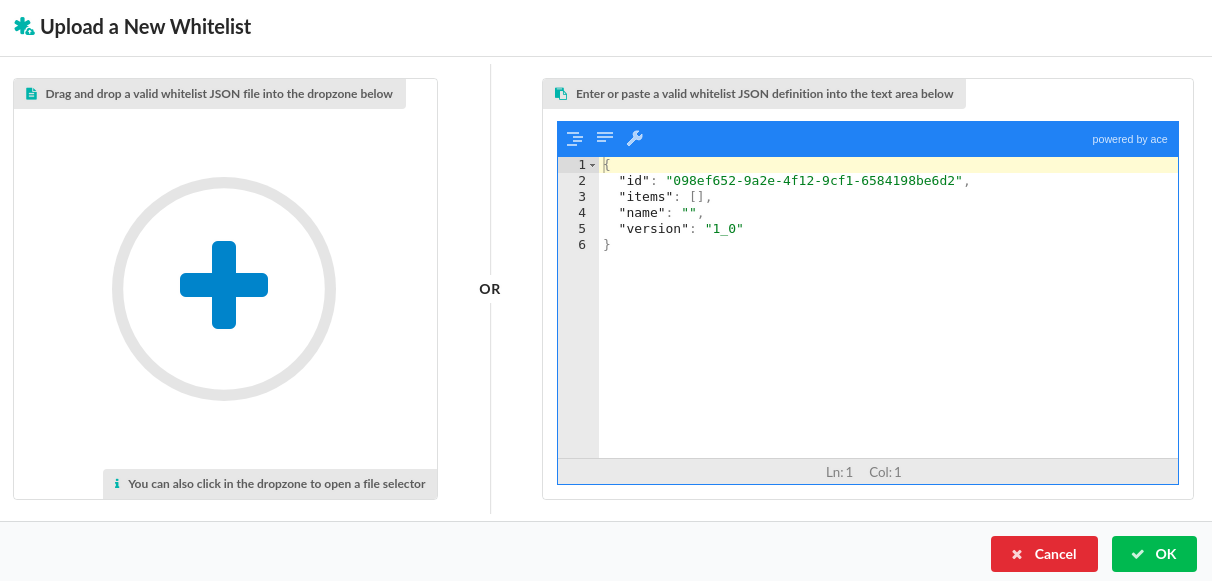 Upload a New Whitelist
Drag and drop a valid whitelist JSON file into the dropzone below
You can also click in the dropzone to open a file selector
OR
Enter or paste a valid whitelist JSON definition into the text area below
powered by ace
1 {
2 "id": "098ef652-9a2e-4f12-9cf1-6584198be6d2",
3 "items": [],
4 "name": "",
5 "version": "1_0"
6 }
Ln: 1 Col: 1
Cancel OK